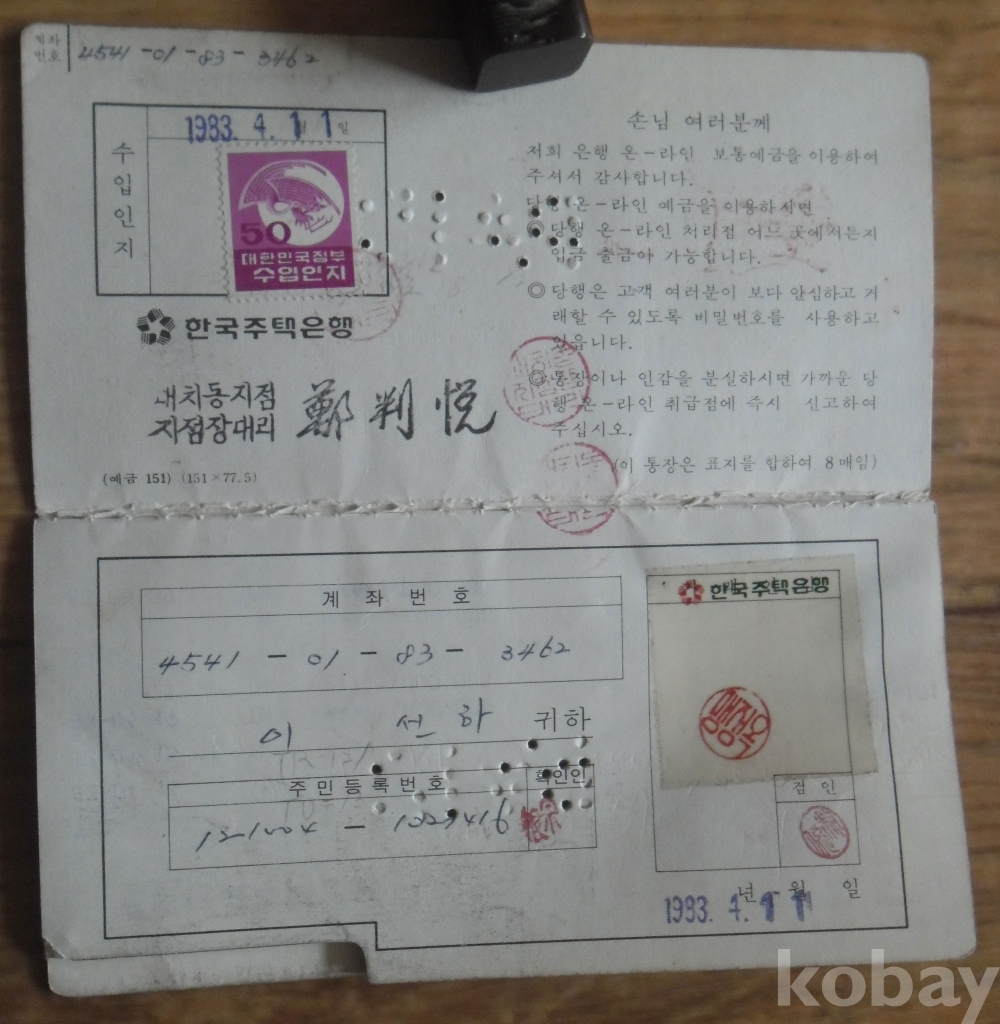 계좌
번호
4541-01-83-3462
수입인지
1983. 4. 11 일
50
대한민국정부
수입인지
한국주택은행
대치동지점
지점장대리 鄭判悅
(예금 151) (151×77.5)
손님 여러분께
저희 은행 온-라인 보통예금을 이용하여
주셔서 감사합니다.
당행 온-라인 예금을 이용하시면
◎ 당행 온-라인 처리점 어느 곳에서든지
입금 출금이 가능합니다.
◎ 당행은 고객 여러분이 보다 안심하고 거
래할 수 있도록 비밀번호를 사용하고
있읍니다.
◎ 통장이나 인감을 분실하시면 가까운 당
행 온-라인 취급점에 즉시 신고하여
주십시오.
(이 통장은 표지를 합하여 8매임)
계좌번호
4541 - 01 - 83 - 3462
이 선 하 귀하
주민등록번호 확인인
한국주택은행
검인
년 월 일
1983. 4. 11
kobay